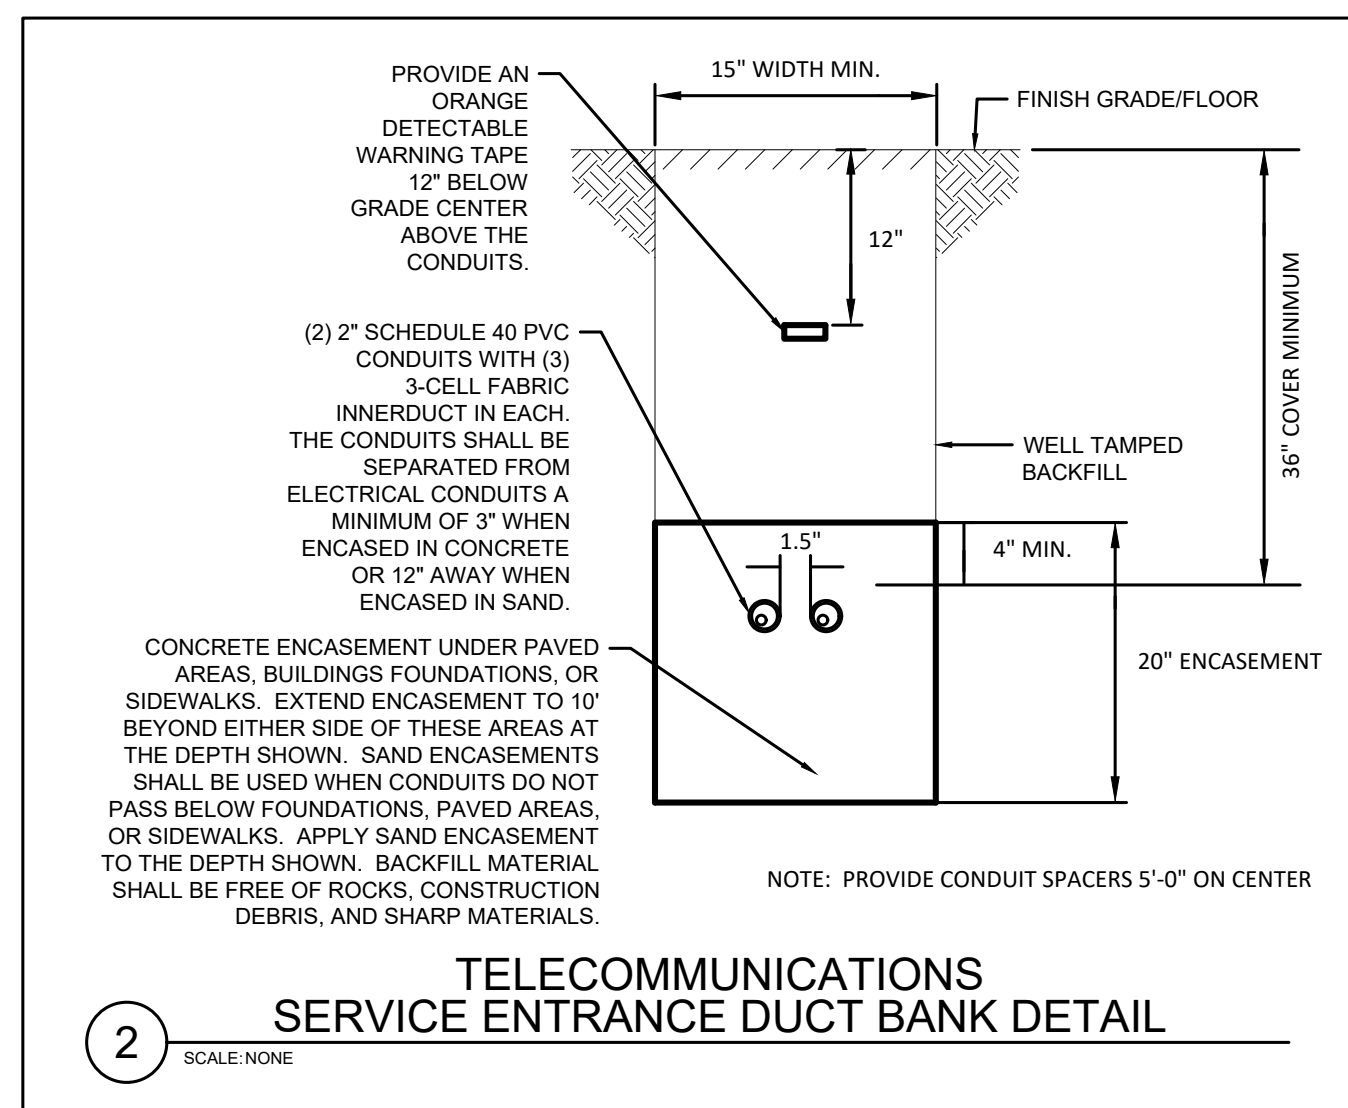 PROVIDE AN
ORANGE
DETECTABLE
WARNING TAPE
12" BELOW
GRADE CENTER
ABOVE THE
CONDUITS.
15" WIDTH MIN.
FINISH GRADE/FLOOR
12"
36" COVER MINIMUM
(2) 2" SCHEDULE 40 PVC
CONDUITS WITH (3)
3-CELL FABRIC
INNERDUCT IN EACH.
THE CONDUITS SHALL BE
SEPARATED FROM
ELECTRICAL CONDUITS A
MINIMUM OF 3" WHEN
ENCASED IN CONCRETE
OR 12" AWAY WHEN
ENCASED IN SAND.
WELL TAMPED
BACKFILL
1.5"
4" MIN.
20" ENCASEMENT
CONCRETE ENCASEMENT UNDER PAVED
AREAS, BUILDINGS FOUNDATIONS, OR
SIDEWALKS. EXTEND ENCASEMENT TO 10'
BEYOND EITHER SIDE OF THESE AREAS AT
THE DEPTH SHOWN. SAND ENCASEMENTS
SHALL BE USED WHEN CONDUITS DO NOT
PASS BELOW FOUNDATIONS, PAVED AREAS,
OR SIDEWALKS. APPLY SAND ENCASEMENT
TO THE DEPTH SHOWN. BACKFILL MATERIAL
SHALL BE FREE OF ROCKS, CONSTRUCTION
DEBRIS, AND SHARP MATERIALS.
NOTE: PROVIDE CONDUIT SPACERS 5'-0" ON CENTER
TELECOMMUNICATIONS
SERVICE ENTRANCE DUCT BANK DETAIL
2
SCALE: NONE